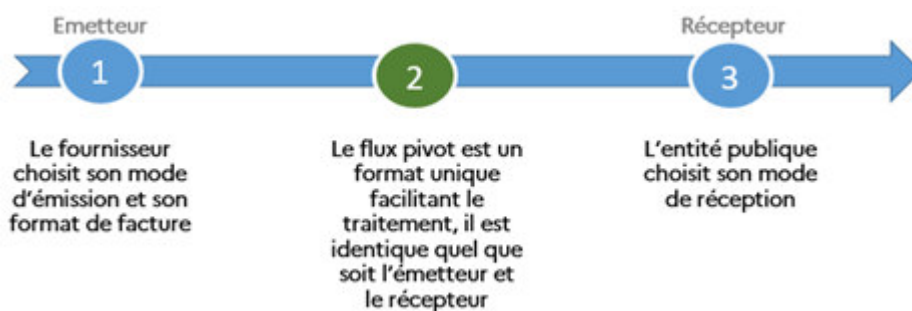 Emetteur
Récepteur
1
2
3
Le fournisseur
choisit son mode
d'émission et son
format de facture
Le flux pivot est un
format unique
facilitant le
traitement, il est
identique quel que
soit l'émetteur et
le récepteur
L'entité publique
choisit son mode
de réception